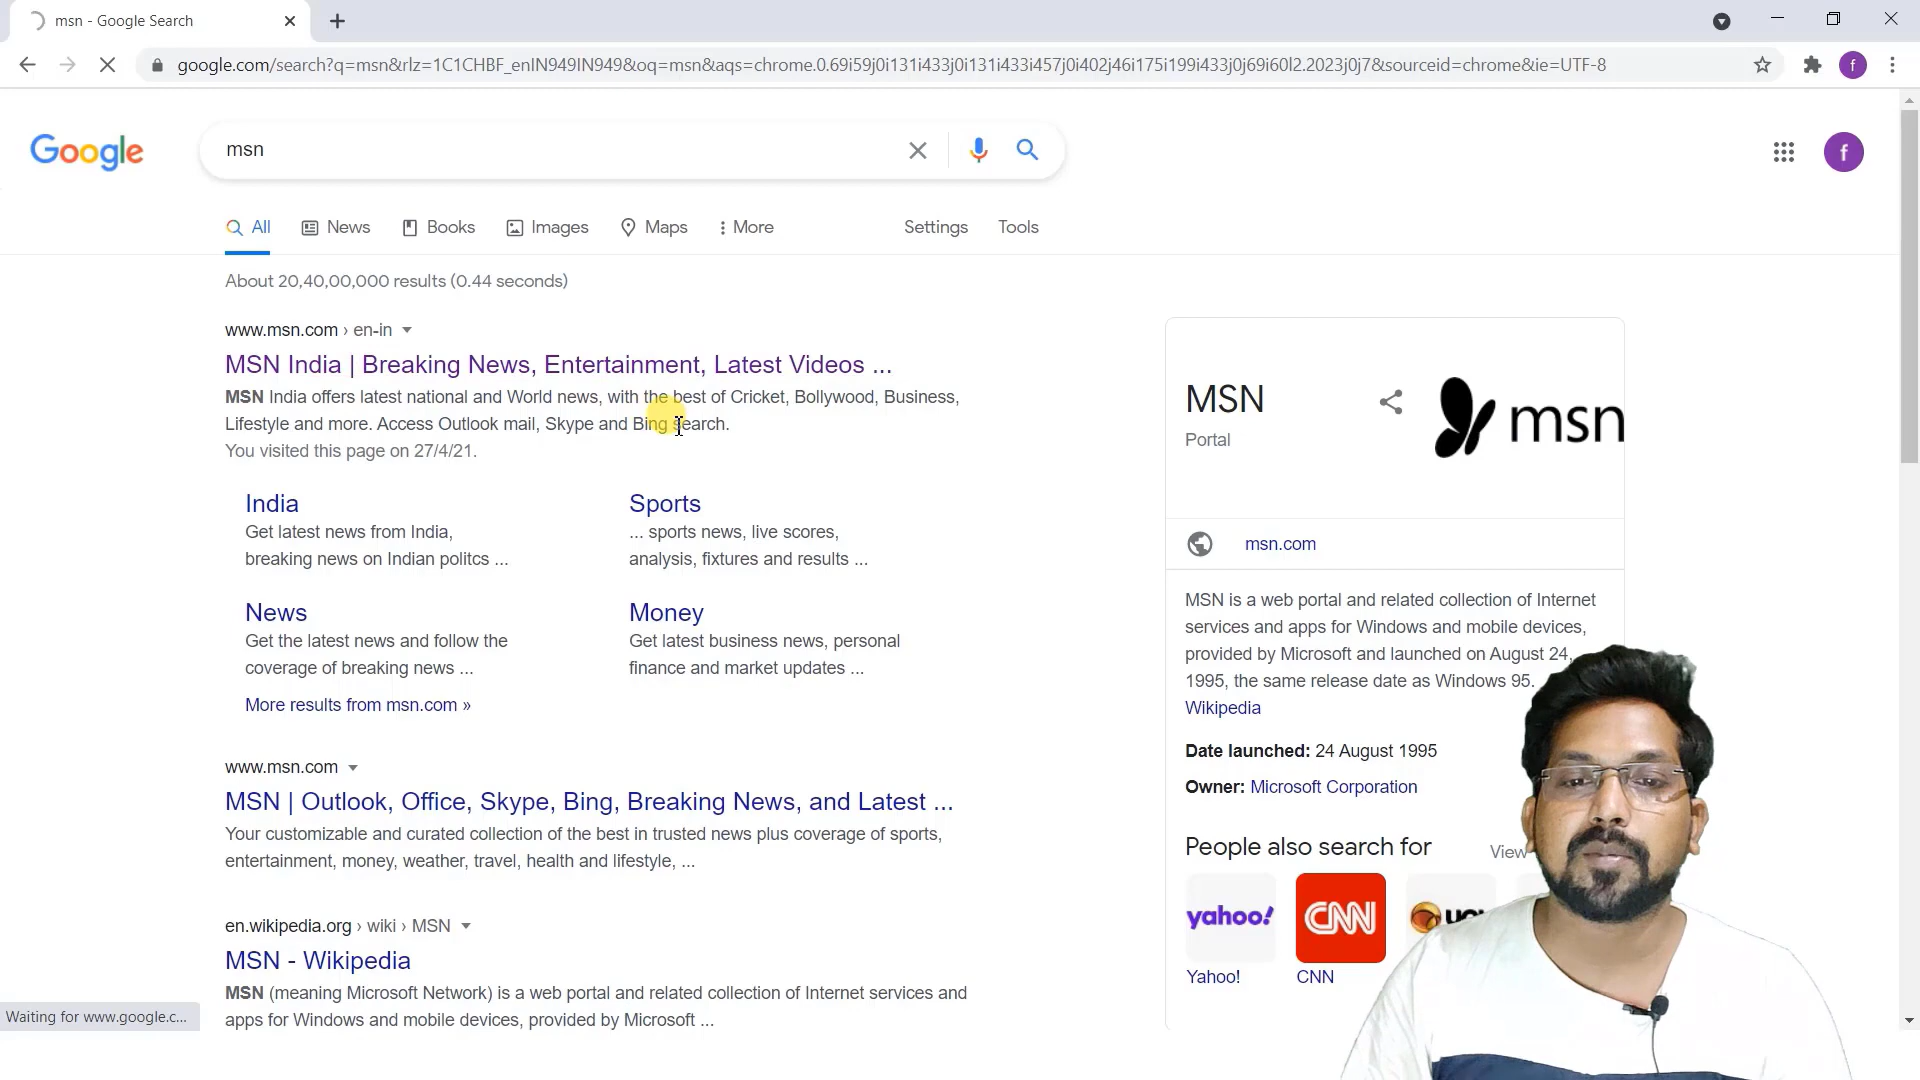 msn - Google Search
google.com/search?q=msn&rlz=1C1CHBF_enIN949IN949&oq=msn&aqs=chrome.0.69i59j0i131i433j0i131i433i457j0i402j46i175i199i433j0j69i60l2.2023j0j7&sourceid=chrome&ie=UTF-8
f
Google
msn
f
All News Books Images Maps More Settings Tools
About 20,40,00,000 results (0.44 seconds)
www.msn.com › en-in
MSN India | Breaking News, Entertainment, Latest Videos ...
MSN India offers latest national and World news, with the best of Cricket, Bollywood, Business,
Lifestyle and more. Access Outlook mail, Skype and Bing search.
You visited this page on 27/4/21.
India
Get latest news from India,
breaking news on Indian politcs ...
Sports
... sports news, live scores,
analysis, fixtures and results ...
News
Get the latest news and follow the
coverage of breaking news ...
Money
Get latest business news, personal
finance and market updates ...
More results from msn.com »
www.msn.com
MSN | Outlook, Office, Skype, Bing, Breaking News, and Latest ...
Your customizable and curated collection of the best in trusted news plus coverage of sports,
entertainment, money, weather, travel, health and lifestyle, ...
en.wikipedia.org › wiki › MSN
MSN - Wikipedia
MSN (meaning Microsoft Network) is a web portal and related collection of Internet services and
apps for Windows and mobile devices, provided by Microsoft ...
MSN
Portal
msn
msn.com
MSN is a web portal and related collection of Internet
services and apps for Windows and mobile devices,
provided by Microsoft and launched on August 24,
1995, the same release date as Windows 95.
Wikipedia
Date launched: 24 August 1995
Owner: Microsoft Corporation
People also search for
View
yahoo!
CNN
Yahoo!
CNN
Waiting for www.google.c...